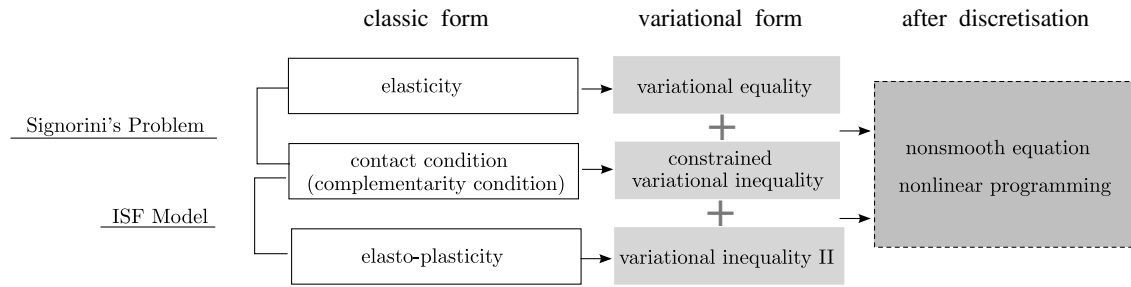 classic form
variational form
after discretisation
elasticity
variational equality
+
Signorini's Problem
contact condition
(complementarity condition)
constrained
variational inequality
nonsmooth equation
nonlinear programming
+
ISF Model
elasto-plasticity
variational inequality II